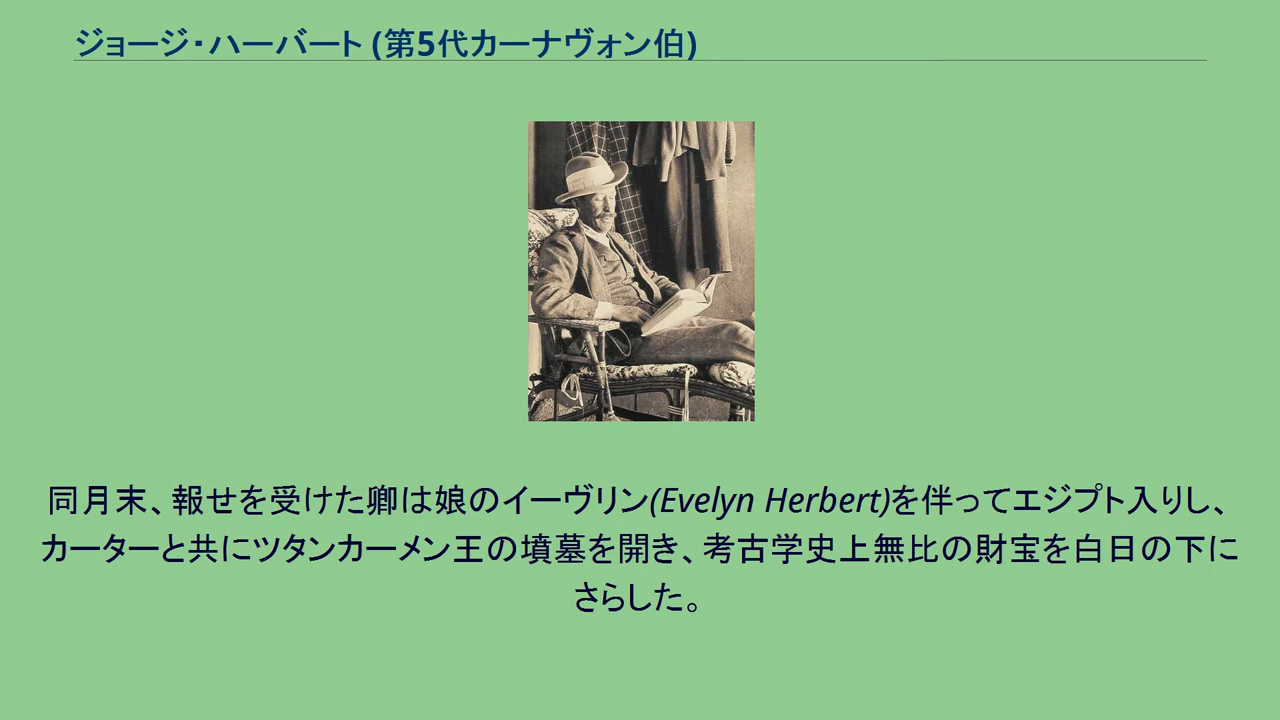 ジョージ・ハーバート (第5代カーナヴォン伯)
同月末、報せを受けた卿は娘のイーヴリン(Evelyn Herbert)を伴ってエジプト入りし、
カーターと共にツタンカーメン王の墳墓を開き、考古学史上無比の財宝を白日の下に
さらした。